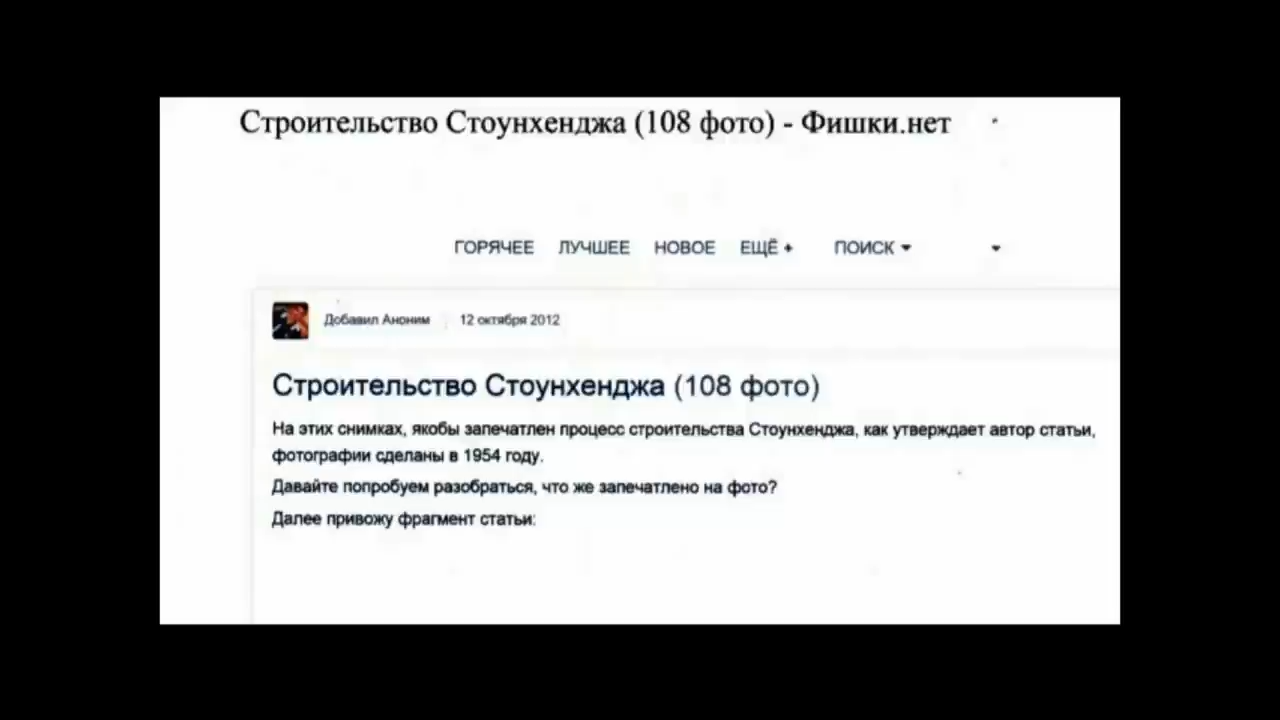 Строительство Стоунхенджа (108 фото) - Фишки.нет
ГОРЯЧЕЕ ЛУЧШЕЕ НОВОЕ ЕЩЁ + ПОИСК
Добавил Аноним 12 октября 2012
Строительство Стоунхенджа (108 фото)
На этих снимках, якобы запечатлен процесс строительства Стоунхенджа, как утверждает автор статьи,
фотографии сделаны в 1954 году.
Давайте попробуем разобраться, что же запечатлено на фото?
Далее привожу фрагмент статьи: